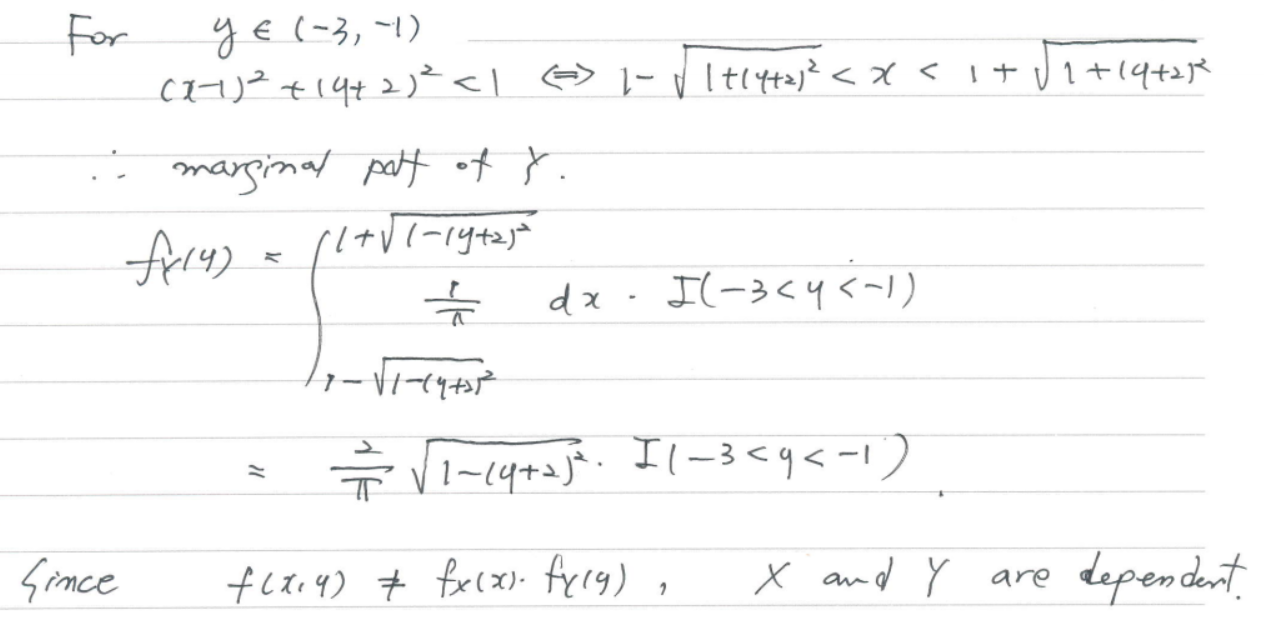 For y ∈ (-3, -1)
(x-1)² + (y+2)² < 1 ⟺ 1 - √(1+(y+2)²) < x < 1 + √(1+(y+2)²)
∴ marginal pdf of Y.
f_Y(y) = ∫_{1-√(1-(y+2)²)}^{1+√(1-(y+2)²)} 1/π dx · I(-3<y<-1)
= 2/π √(1-(y+2)²) · I(-3<y<-1).
Since f(x,y) ≠ f_X(x)· f_Y(y), X and Y are dependent.